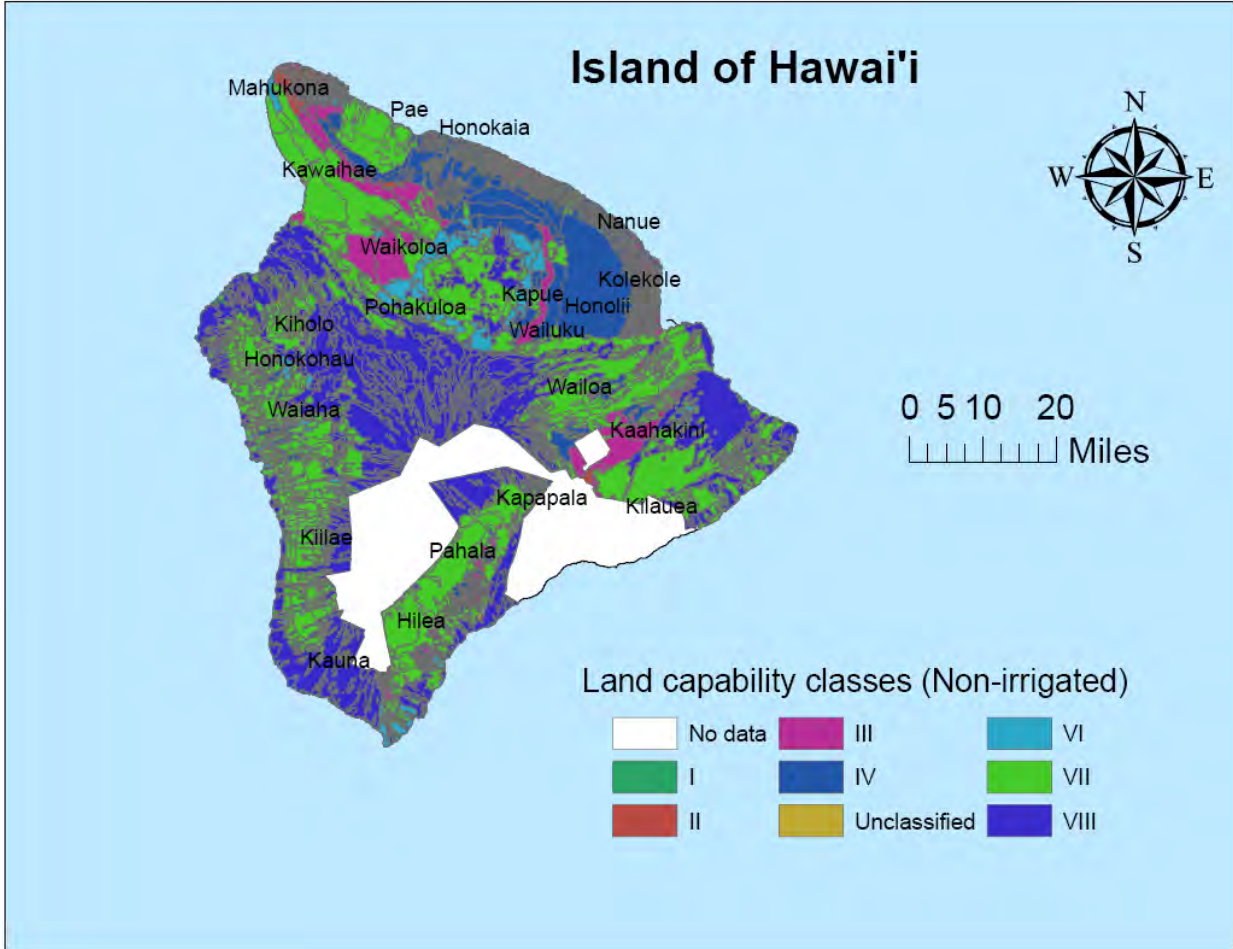 Island of Hawai'i
Mahukona
Pae
Honokaia
Kawaihae
Nanue
Waikoloa
Kolekole
Kapue
Honolii
Pohakuloa
Kiholo
Wailuku
Honokohau
Wailoa
Waiaha
Kaahakini
Kapapala
Kilauea
Kiilae
Pahala
Hilea
Kauna
N
W
E
S
0 5 10 20
Miles
Land capability classes (Non-irrigated)
No data
III
VI
I
IV
VII
II
Unclassified
VIII